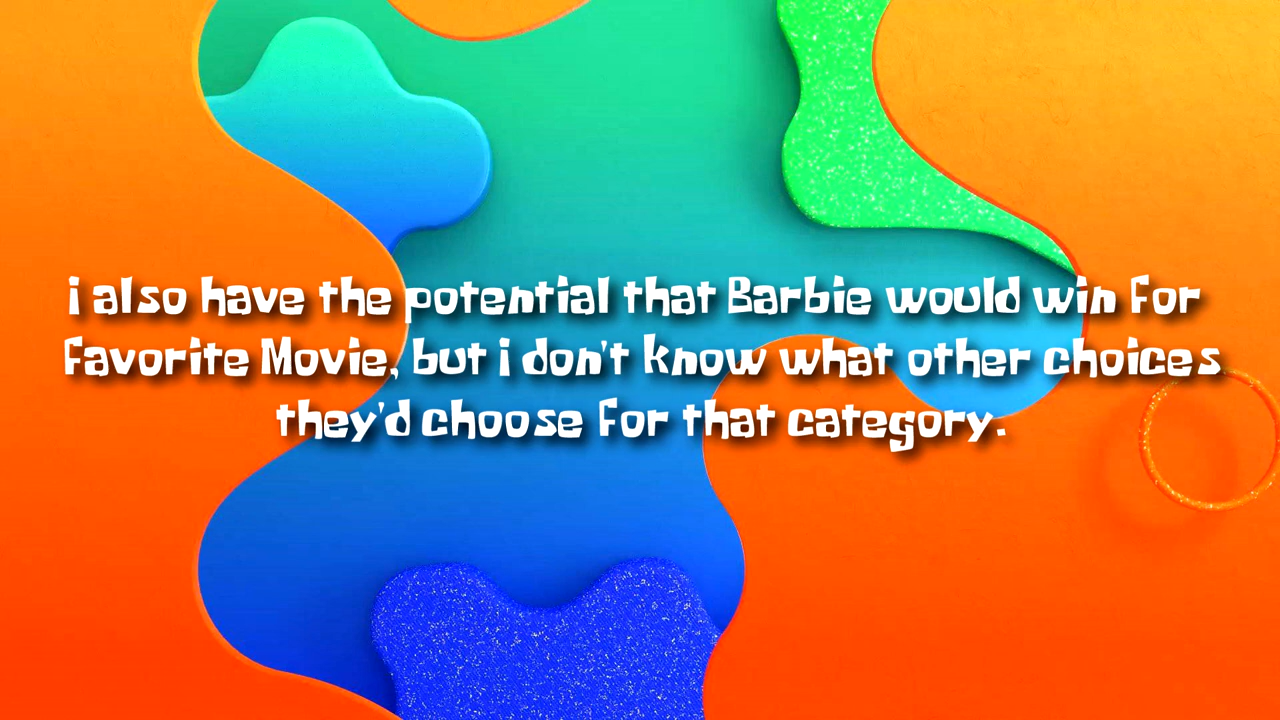 i also have the potential that Barbie would win for
Favorite Movie, but i don't know what other choices
they'd choose for that category.